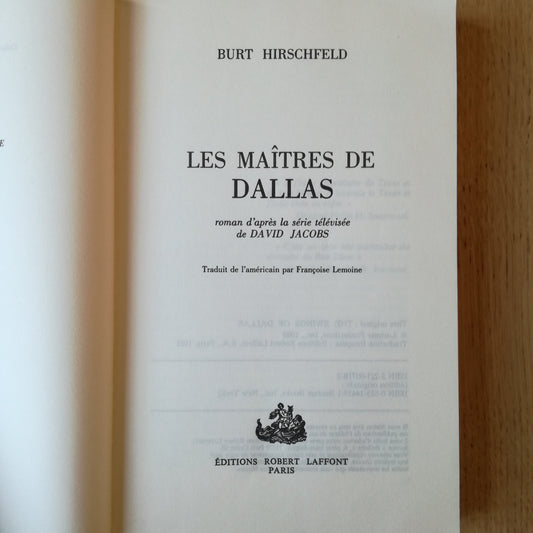 BURT HIRSCHFELD
LES MAÎTRES DE
DALLAS
roman d'après la série télévisée
de DAVID JACOBS
Traduit de l'américain par Françoise Lemoine
ÉDITIONS ROBERT LAFFONT
PARIS